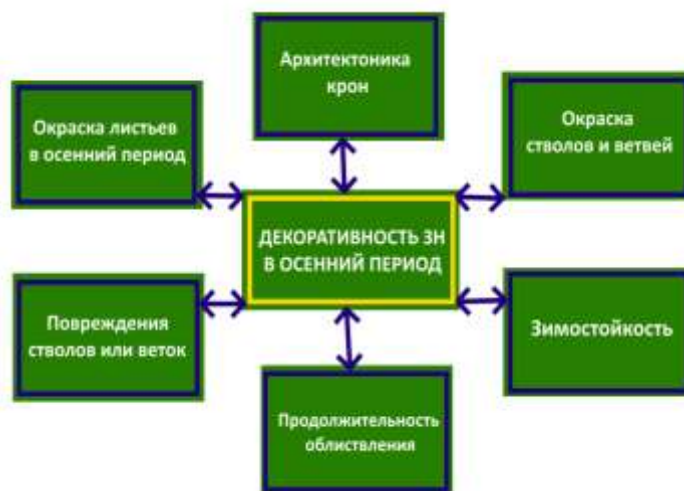 Архитектоника
крон
Окраска листьев
в осенний период
Окраска
стволов и ветвей
ДЕКОРАТИВНОСТЬ ЗН
В ОСЕННИЙ ПЕРИОД
Повреждения
стволов или веток
Зимостойкость
Продолжительность
облиствления